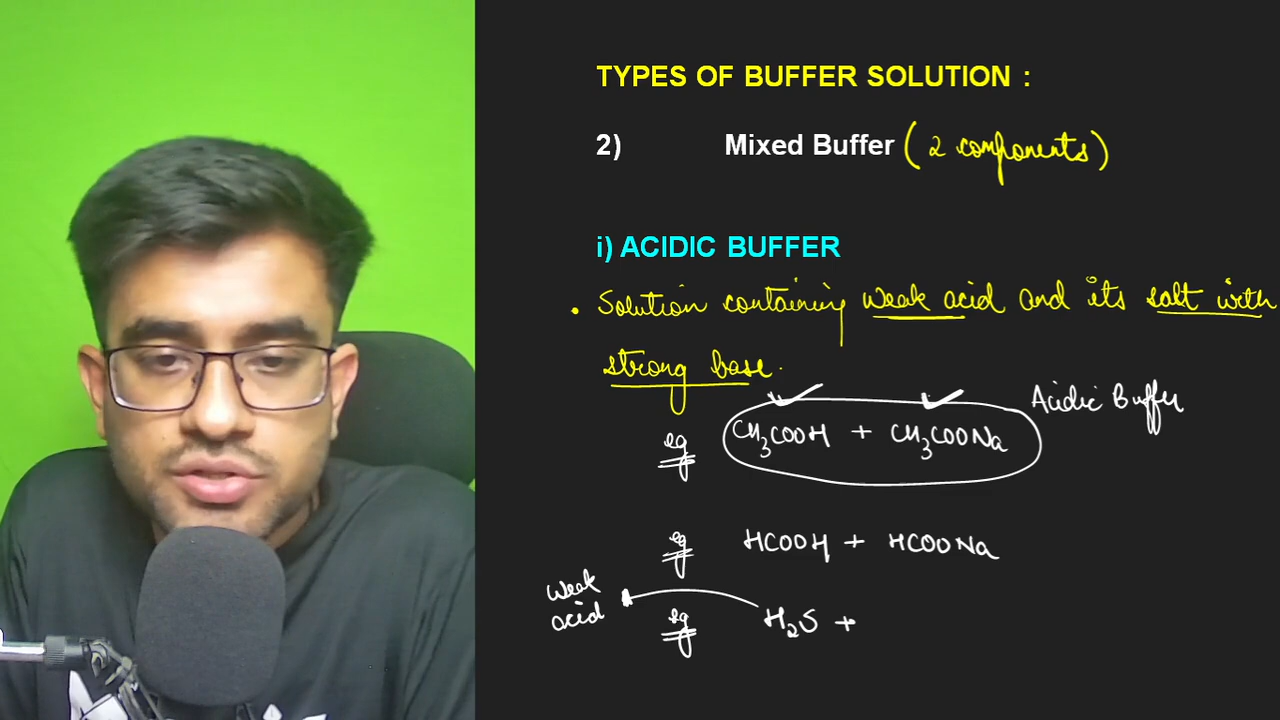 TYPES OF BUFFER SOLUTION :
2) Mixed Buffer (2 components)
i) ACIDIC BUFFER
• Solution containing weak acid and its salt with
strong base.
Acidic Buffer
eg CH₃COOH + CH₃COONa
eg HCOOH + HCOONa
weak
acid
eg H₂S +